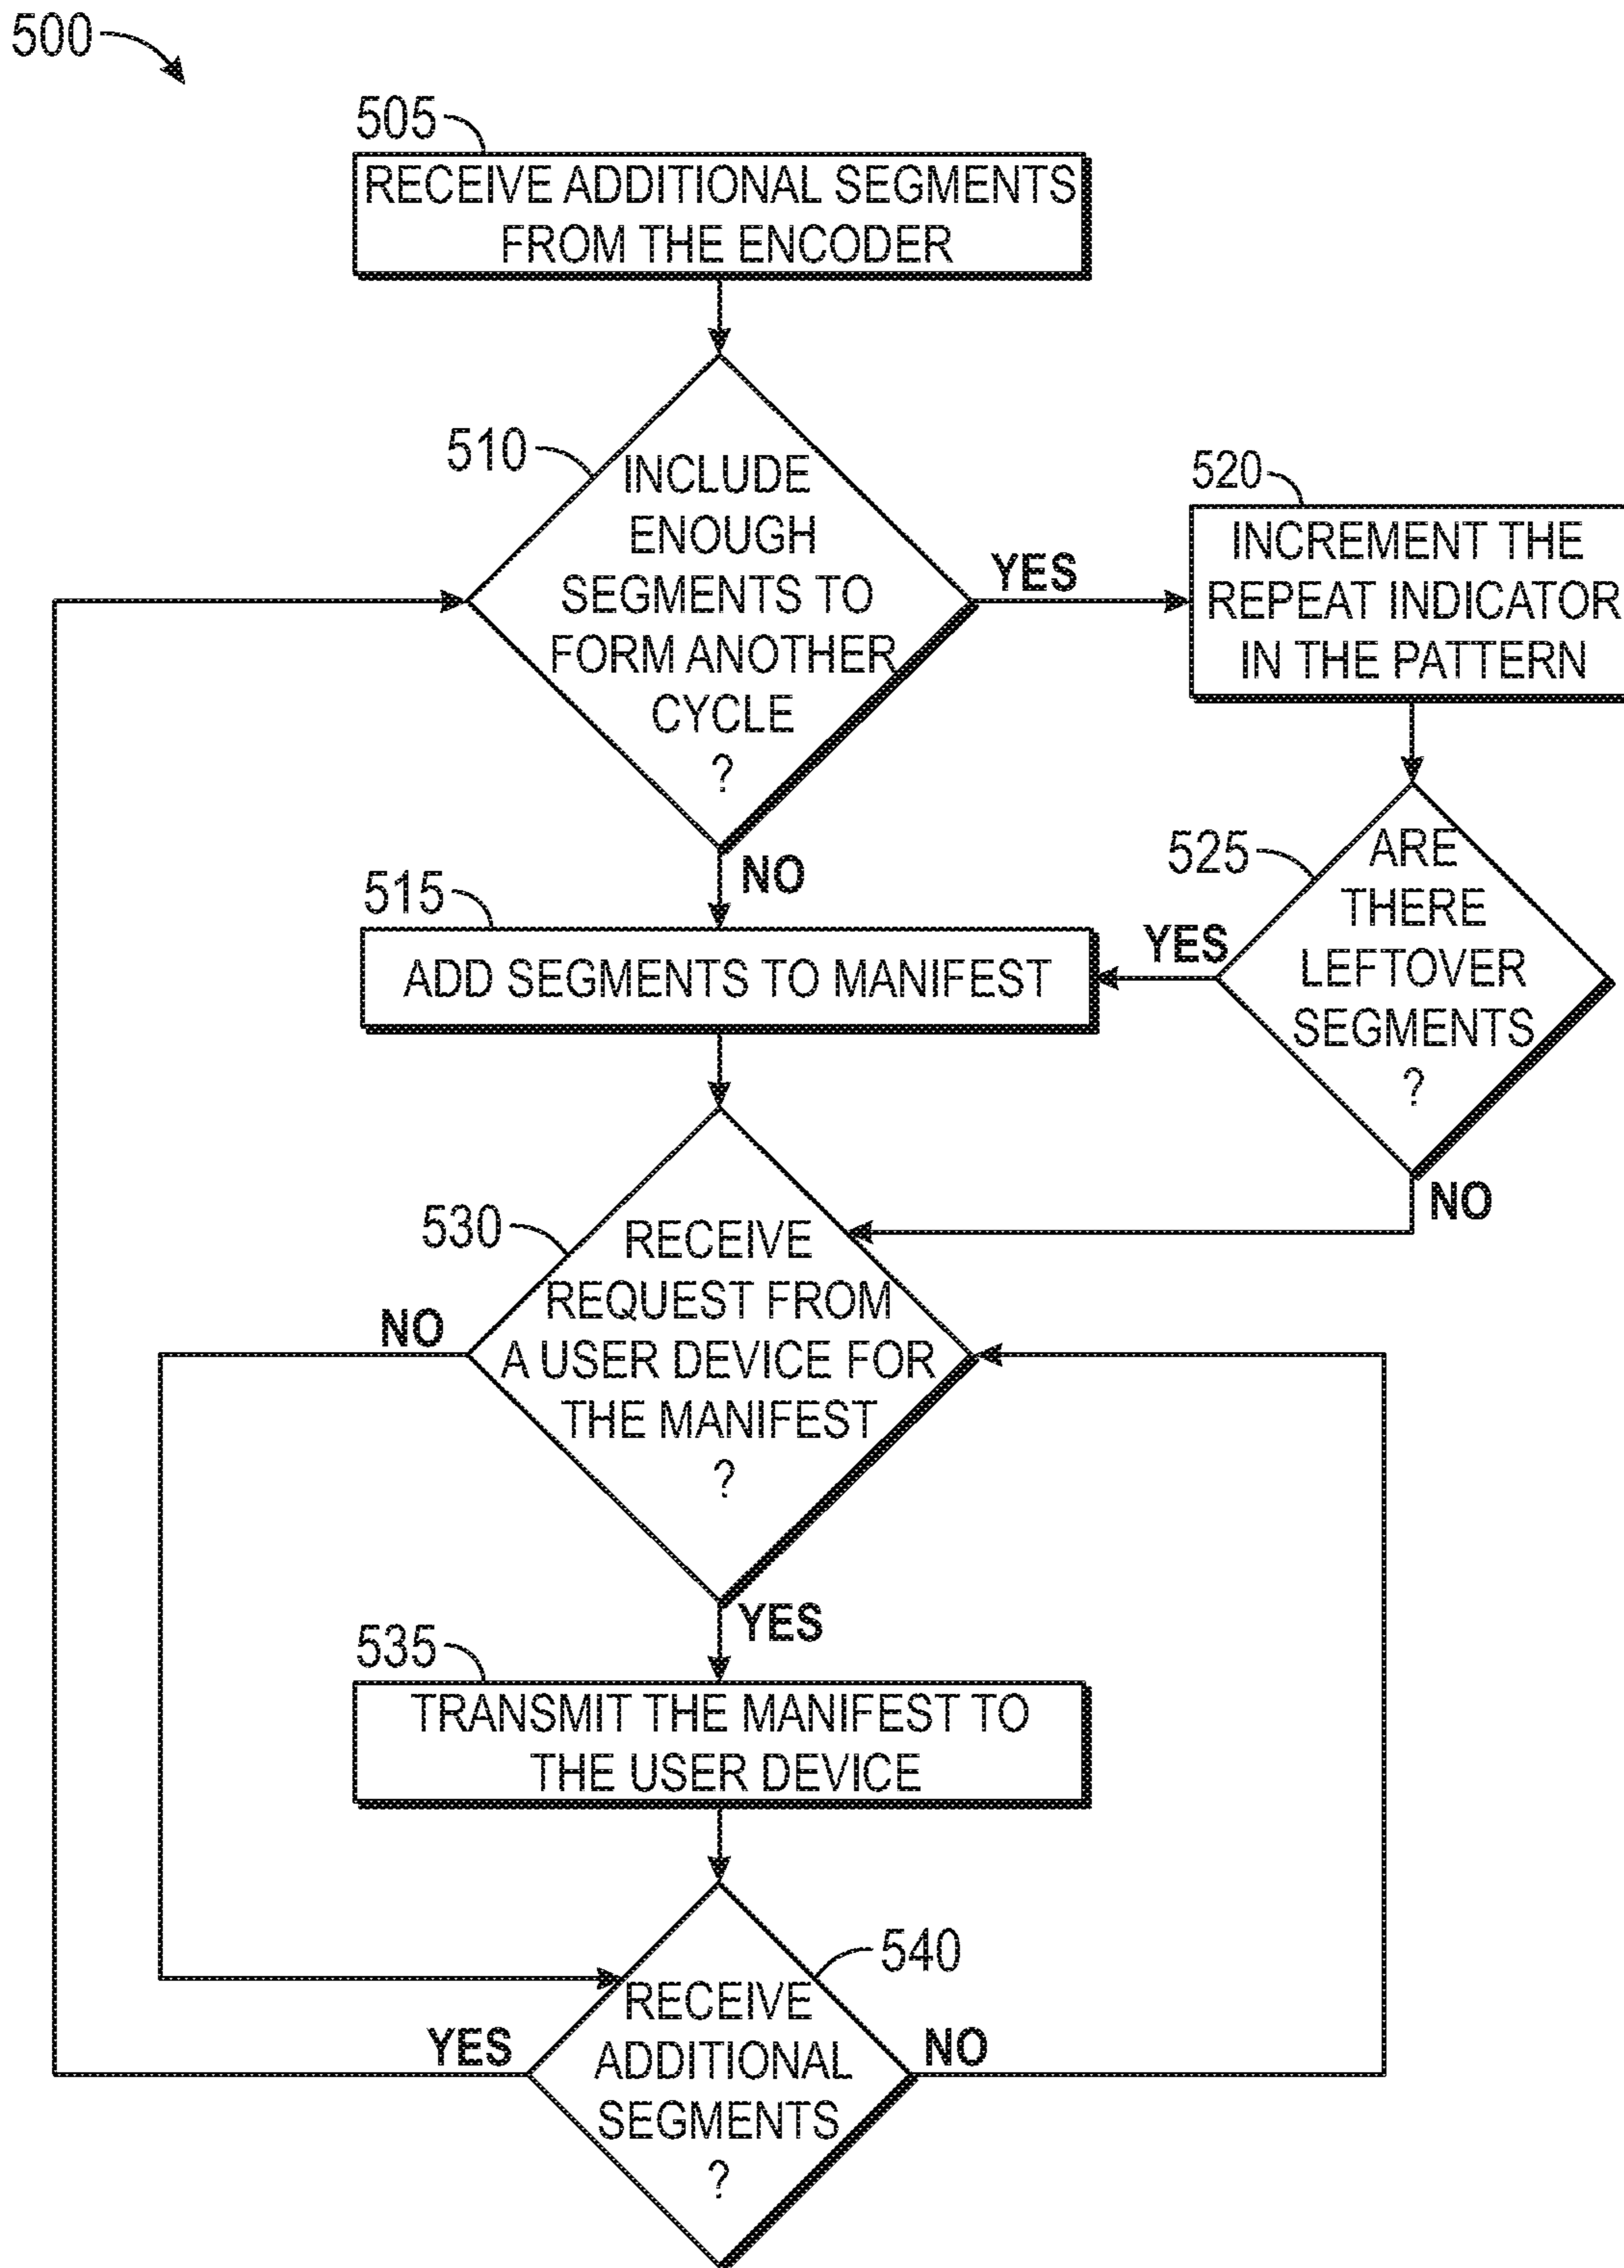 500
505
RECEIVE ADDITIONAL SEGMENTS
FROM THE ENCODER
510
INCLUDE
ENOUGH
SEGMENTS TO
FORM ANOTHER
CYCLE
?
YES
520
INCREMENT THE
REPEAT INDICATOR
IN THE PATTERN
NO
525
ARE
THERE
LEFTOVER
SEGMENTS
?
YES
NO
515
ADD SEGMENTS TO MANIFEST
530
RECEIVE
REQUEST FROM
A USER DEVICE FOR
THE MANIFEST
?
NO
YES
535
TRANSMIT THE MANIFEST TO
THE USER DEVICE
540
RECEIVE
ADDITIONAL
SEGMENTS
?
YES
NO